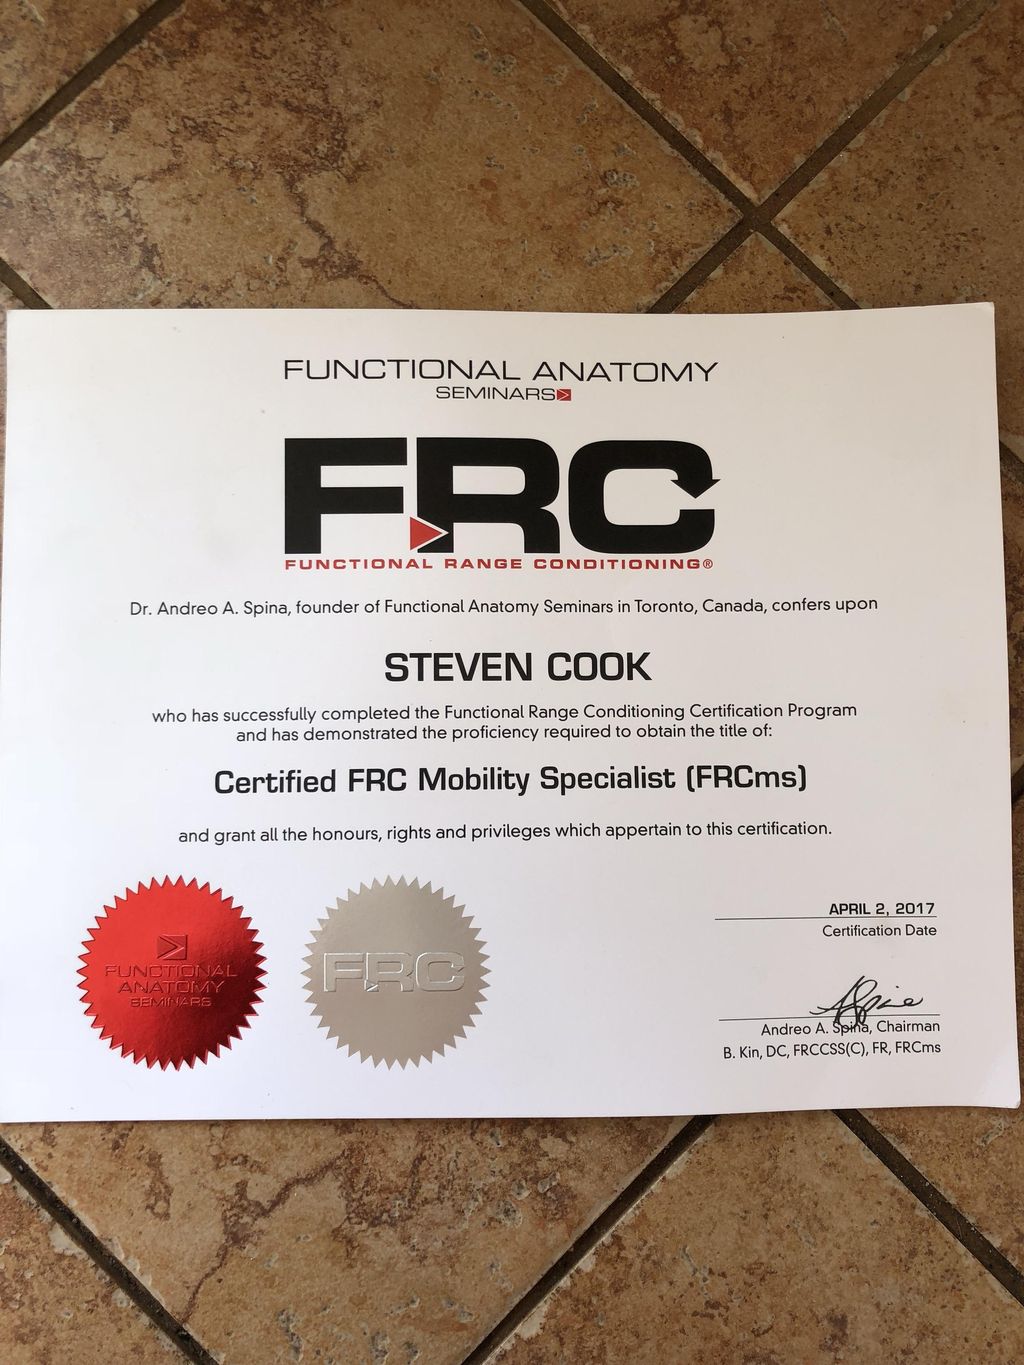 FUNCTIONAL ANATOMY
SEMINARS
FRC
FUNCTIONAL RANGE CONDITIONING®
Dr. Andreo A. Spina, founder of Functional Anatomy Seminars in Toronto, Canada, confers upon
STEVEN COOK
who has successfully completed the Functional Range Conditioning Certification Program
and has demonstrated the proficiency required to obtain the title of:
Certified FRC Mobility Specialist (FRCms)
and grant all the honours, rights and privileges which appertain to this certification.
FUNCTIONAL
ANATOMY
SEMINARS
FRC
APRIL 2, 2017
Certification Date
ASpina
Andreo A. Spina, Chairman
B. Kin, DC, FRCCSS(C), FR, FRCms